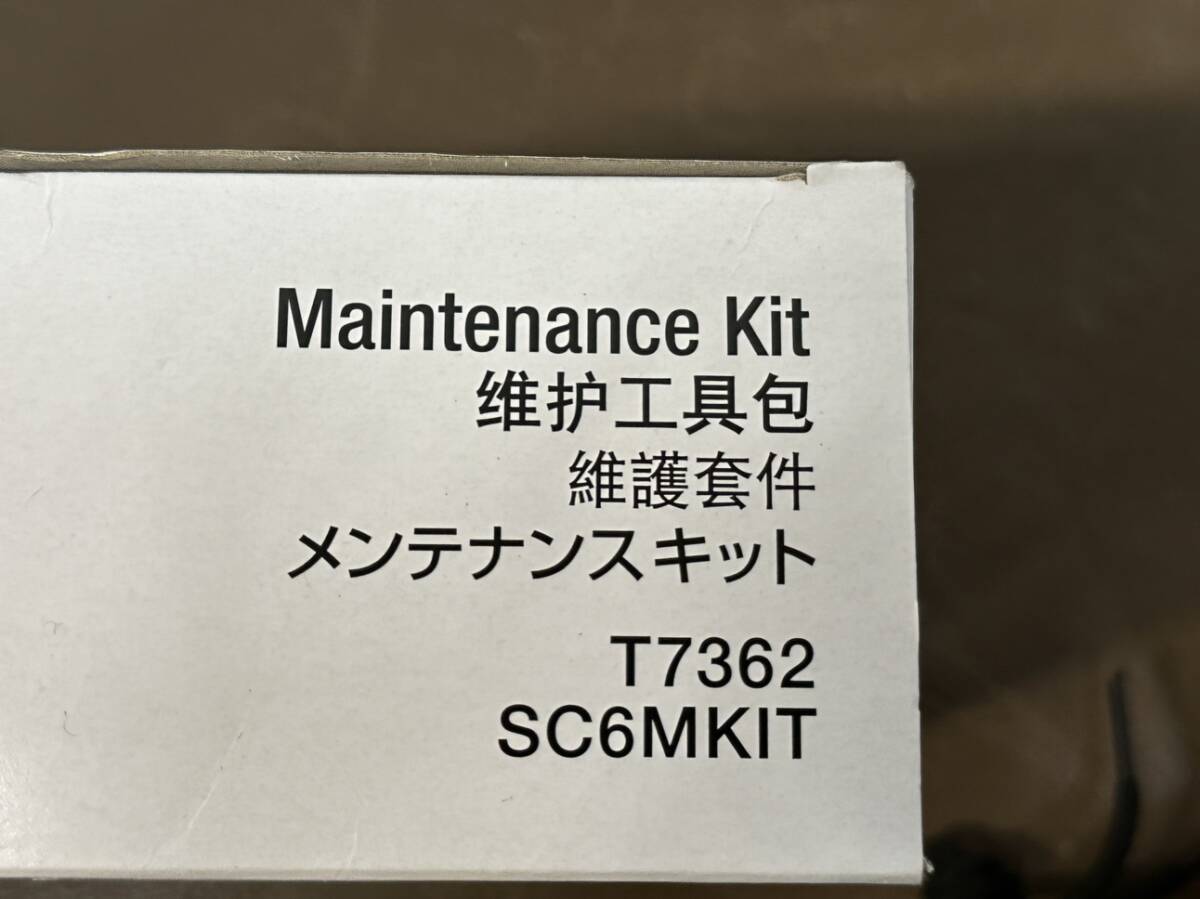 Maintenance Kit
维护工具包
維護套件
メンテナンスキット
T7362
SC6MKIT